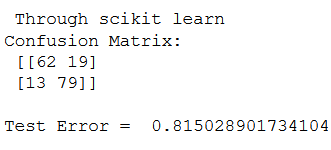 Through scikit learn
Confusion Matrix:
[[62 19]
[13 79]]
Test Error = 0.815028901734104